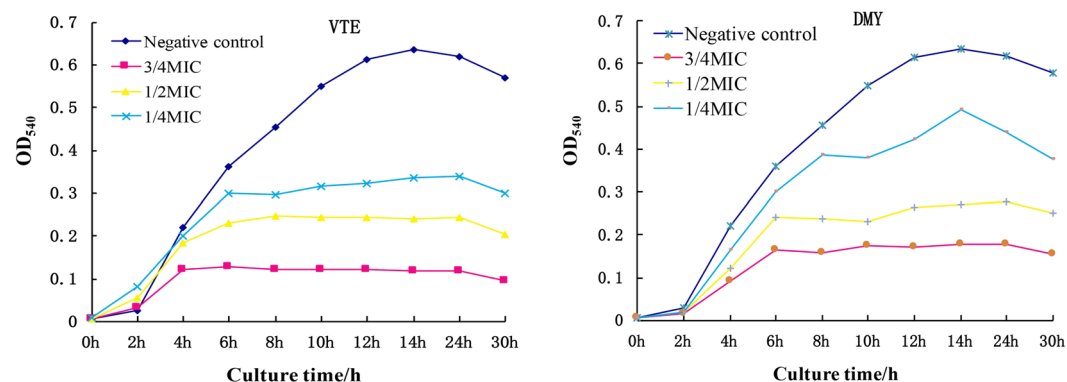 VTE
0.7
0.6
0.5
0.4
0.3
0.2
0.1
0
OD540
Negative control
3/4MIC
1/2MIC
1/4MIC
0h 2h 4h 6h 8h 10h 12h 14h 24h 30h
Culture time/h
DMY
0.7
0.6
0.5
0.4
0.3
0.2
0.1
0
OD540
Negative control
3/4MIC
1/2MIC
1/4MIC
0h 2h 4h 6h 8h 10h 12h 14h 24h 30h
Culture time/h